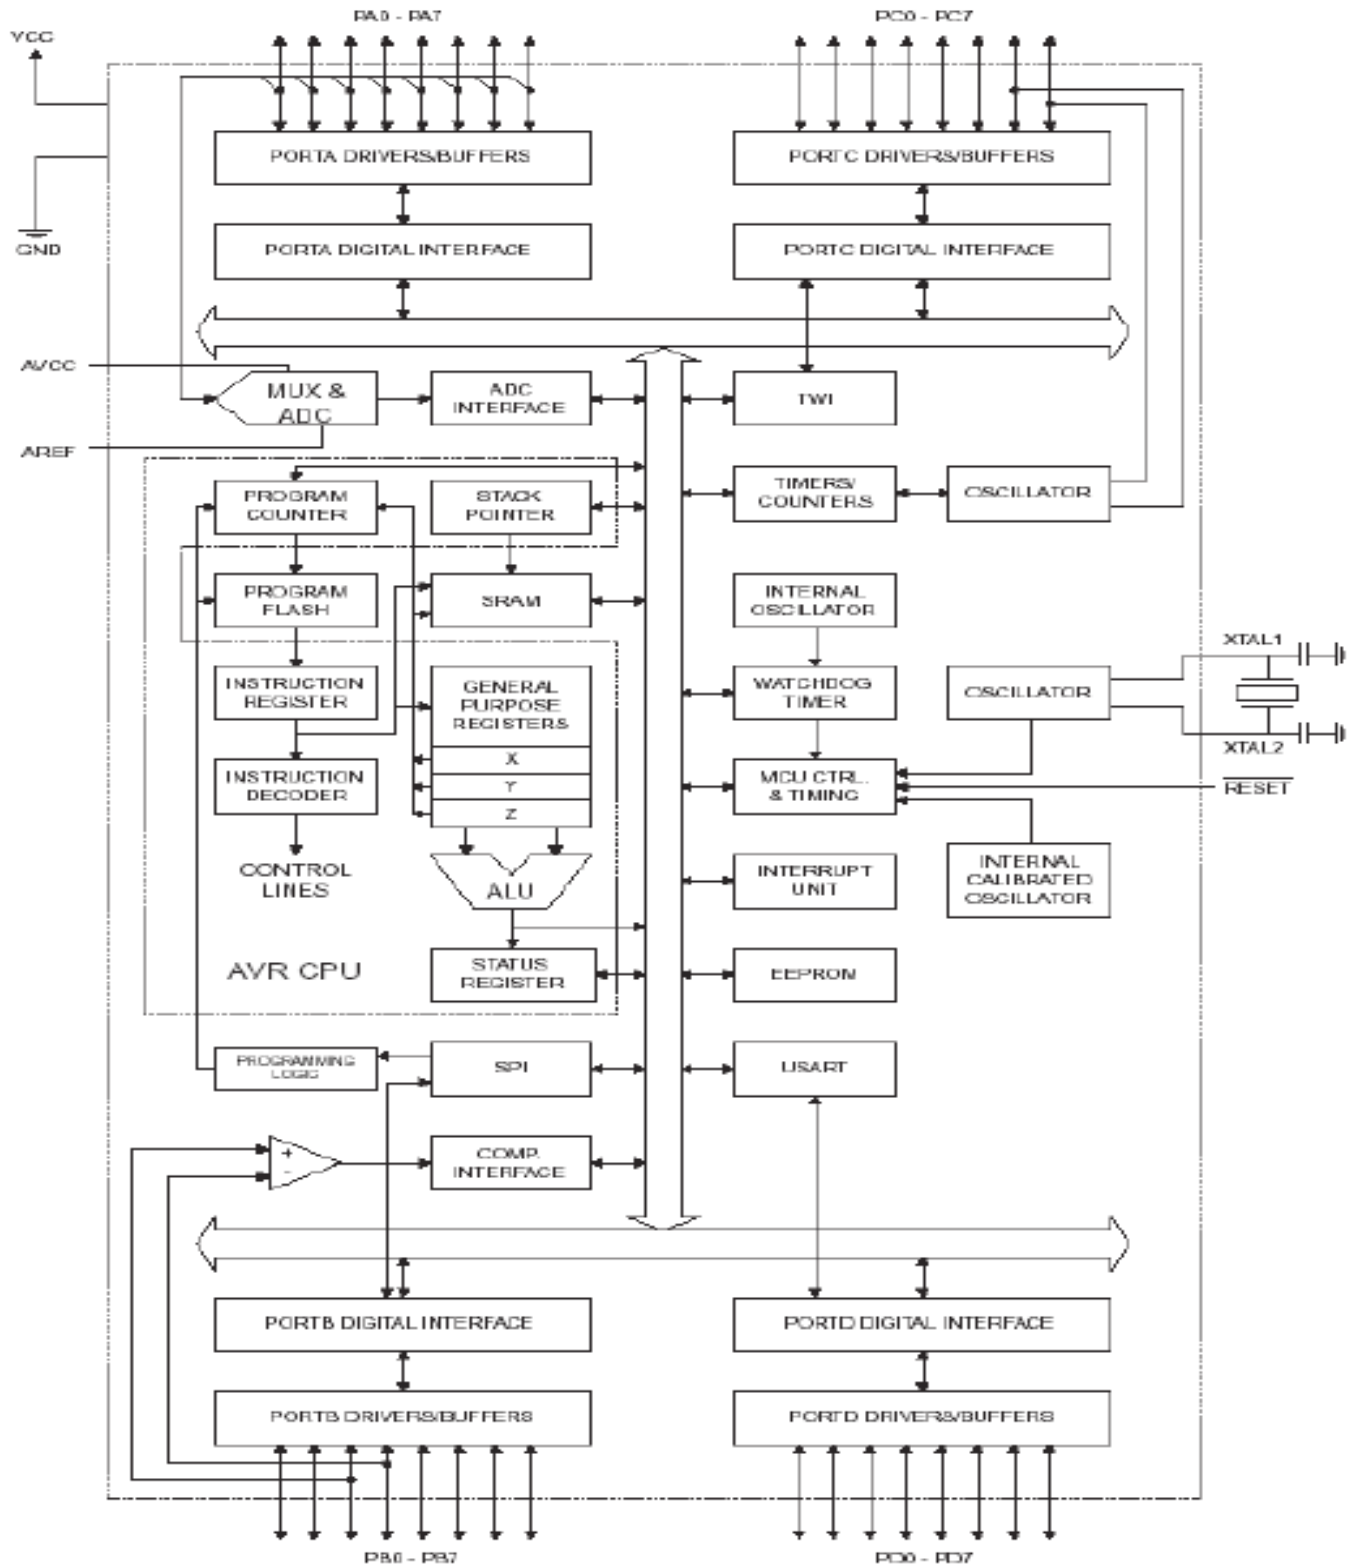 PA0 - PA7
PC0 - PC7
VCC
GND
PORTA DRIVERS/BUFFERS
PORTC DRIVERS/BUFFERS
PORTA DIGITAL INTERFACE
PORTC DIGITAL INTERFACE
AVCC
MUX &
ADC
ADC
INTERFACE
TWI
AREF
PROGRAM
COUNTER
STACK
POINTER
TIMERS/
COUNTERS
OSCILLATOR
PROGRAM
FLASH
SRAM
INTERNAL
OSCILLATOR
XTAL1
INSTRUCTION
REGISTER
GENERAL
PURPOSE
REGISTERS
WATCHDOG
TIMER
OSCILLATOR
XTAL2
X
Y
Z
INSTRUCTION
DECODER
MCU CTRL.
& TIMING
RESET
CONTROL
LINES
ALU
INTERRUPT
UNIT
INTERNAL
CALIBRATED
OSCILLATOR
AVR CPU
STATUS
REGISTER
EEPROM
PROGRAMMING
LOGIC
SPI
USART
+
-
COMP.
INTERFACE
PORTB DIGITAL INTERFACE
PORTD DIGITAL INTERFACE
PORTB DRIVERS/BUFFERS
PORTD DRIVERS/BUFFERS
PB0 - PB7
PD0 - PD7